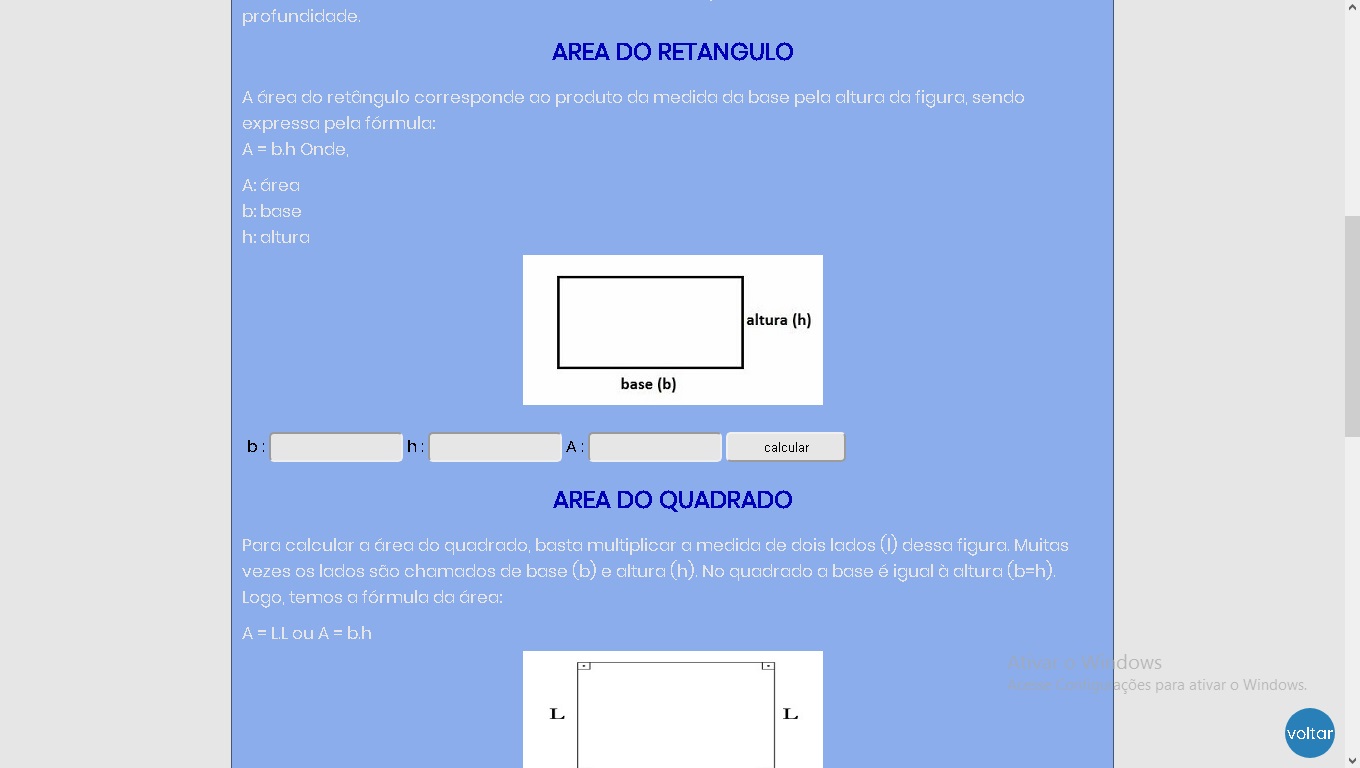 profundidade.
AREA DO RETANGULO
A área do retângulo corresponde ao produto da medida da base pela altura da figura, sendo
expressa pela fórmula:
A = b.h Onde,
A: área
b: base
h: altura
altura (h)
base (b)
b : h : A : calcular
AREA DO QUADRADO
Para calcular a área do quadrado, basta multiplicar a medida de dois lados (l) dessa figura. Muitas
vezes os lados são chamados de base (b) e altura (h). No quadrado a base é igual à altura (b=h).
Logo, temos a fórmula da área:
A = L.L ou A = b.h
L L
Ativar o Windows
Acesse Configurações para ativar o Windows.
voltar